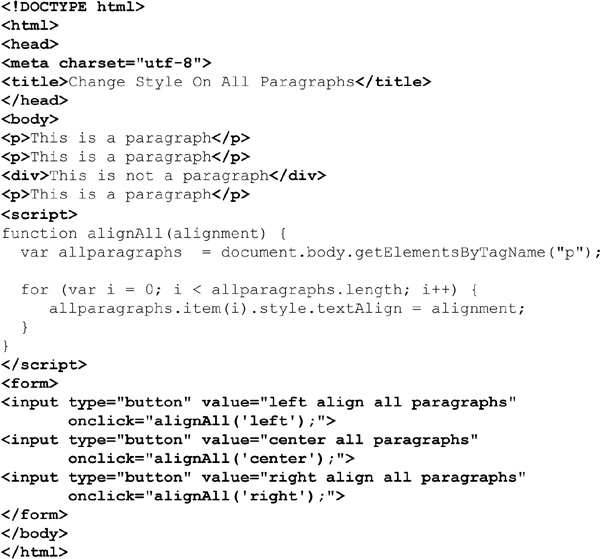 <!DOCTYPE html>
<html>
<head>
<meta charset="utf-8">
<title>Change Style On All Paragraphs</title>
</head>
<body>
<p>This is a paragraph</p>
<p>This is a paragraph</p>
<div>This is not a paragraph</div>
<p>This is a paragraph</p>
<script>
function alignAll(alignment) {
  var allparagraphs  = document.body.getElementsByTagName("p");

  for (var i = 0; i < allparagraphs.length; i++) {
     allparagraphs.item(i).style.textAlign = alignment;
  }
}
</script>
<form>
<input type="button" value="left align all paragraphs"
       onclick="alignAll('left');">
<input type="button" value="center all paragraphs"
       onclick="alignAll('center');">
<input type="button" value="right align all paragraphs"
       onclick="alignAll('right');">
</form>
</body>
</html>